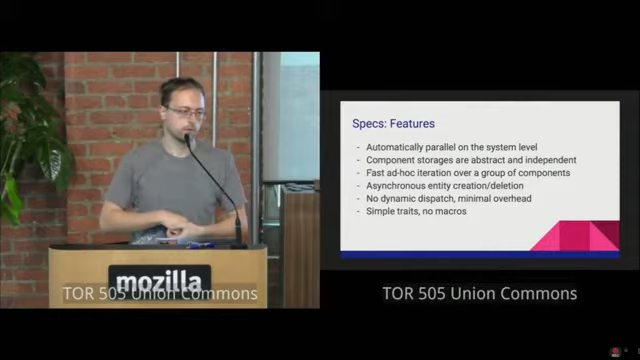 mozilla
TOR 505 Union Commons
Specs: Features
- Automatically parallel on the system level
- Component storages are abstract and independent
- Fast ad-hoc iteration over a group of components
- Asynchronous entity creation/deletion
- No dynamic dispatch, minimal overhead
- Simple traits, no macros
TOR 505 Union Commons